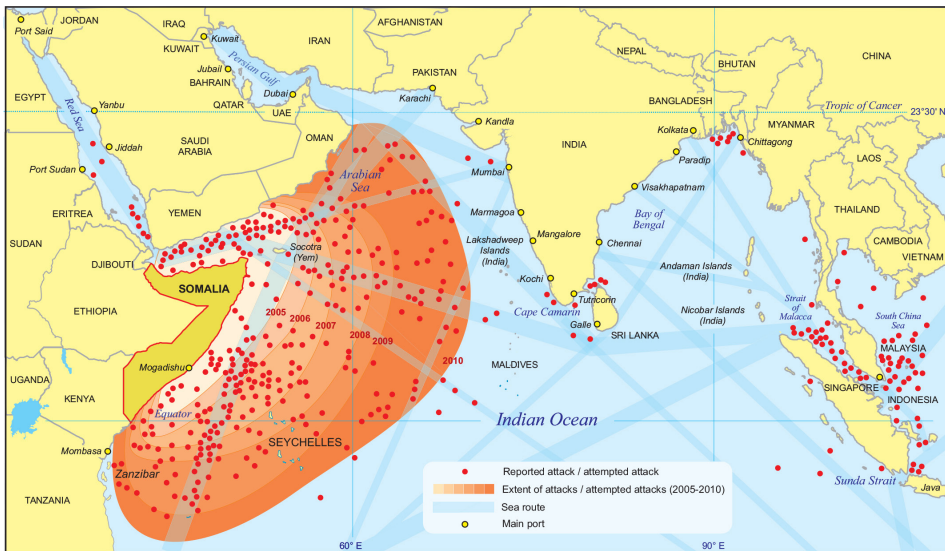 JORDAN
Port Said
IRAQ
KUWAIT
Kuwait
IRAN
AFGHANISTAN
CHINA
NEPAL
BHUTAN
Persian Gulf
Jubail
BAHRAIN
QATAR
Dubai
UAE
PAKISTAN
Karachi
EGYPT
Red Sea
Yanbu
BANGLADESH
Tropic of Cancer
23°30' N
Kandla
Kolkata
Chittagong
MYANMAR
SAUDI
ARABIA
OMAN
Jiddah
INDIA
Paradip
LAOS
Port Sudan
Arabian
Sea
Mumbai
Visakhapatnam
ERITREA
YEMEN
THAILAND
SUDAN
Marmagoa
Bay of
Bengal
Mangalore
Lakshadweep
Islands
(India)
Chennai
CAMBODIA
VIETNAM
Socotra
(Yem)
DJIBOUTI
Andaman Islands
(India)
SOMALIA
Kochi
Tutricorin
Cape Camarin
Galle
SRI LANKA
Nicobar Islands
(India)
Strait
of
Malacca
South China
Sea
ETHIOPIA
2005
2006
2007
2008
2009
2010
MALAYSIA
MALDIVES
Mogadishu
UGANDA
KENYA
SINGAPORE
INDONESIA
Equator
Indian Ocean
SEYCHELLES
Mombasa
Zanzibar
TANZANIA
Sunda Strait
Java
Reported attack / attempted attack
Extent of attacks / attempted attacks (2005-2010)
Sea route
Main port
60° E
90° E